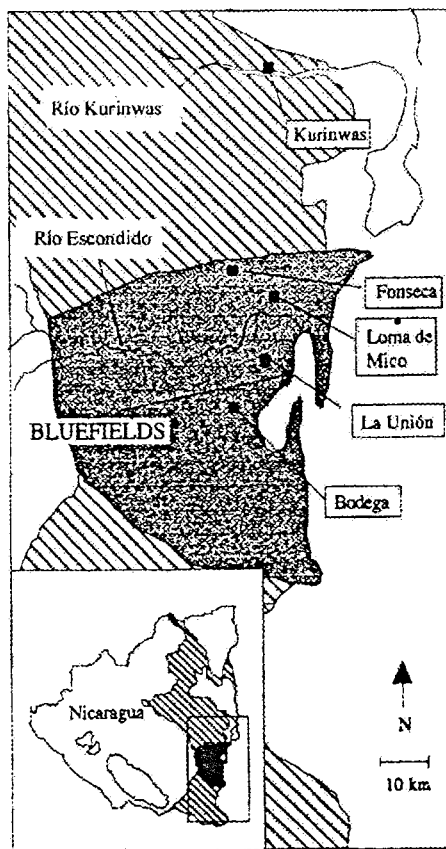 Río Kurinwas
Kurinwas
Río Escondido
Fonseca
Loma de
Mico
La Unión
BLUEFIELDS
Bodega
Nicaragua
N
10 km